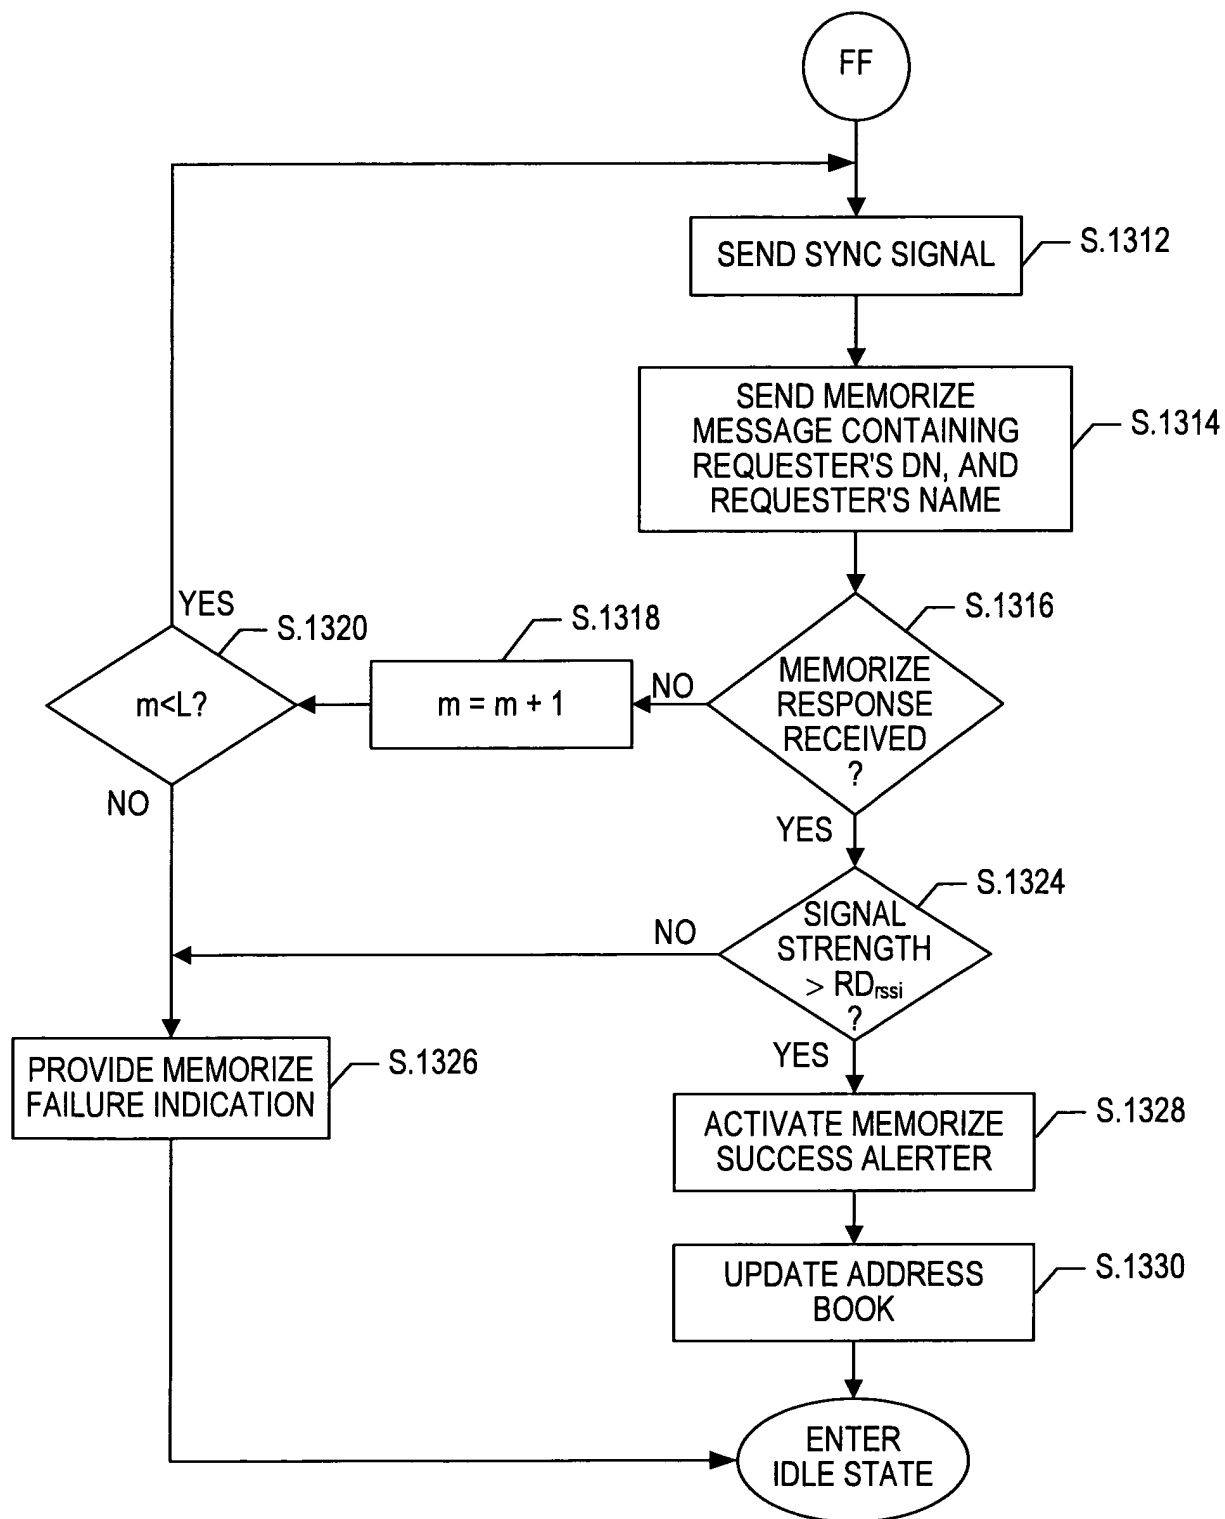 FF
SEND SYNC SIGNAL
S.1312
SEND MEMORIZE
MESSAGE CONTAINING
REQUESTER'S DN, AND
REQUESTER'S NAME
S.1314
YES
S.1320
m<L?
NO
S.1318
m = m + 1
NO
S.1316
MEMORIZE
RESPONSE
RECEIVED
?
YES
S.1324
SIGNAL
STRENGTH
> RDrssi
?
NO
YES
PROVIDE MEMORIZE
FAILURE INDICATION
S.1326
ACTIVATE MEMORIZE
SUCCESS ALERTER
S.1328
UPDATE ADDRESS
BOOK
S.1330
ENTER
IDLE STATE